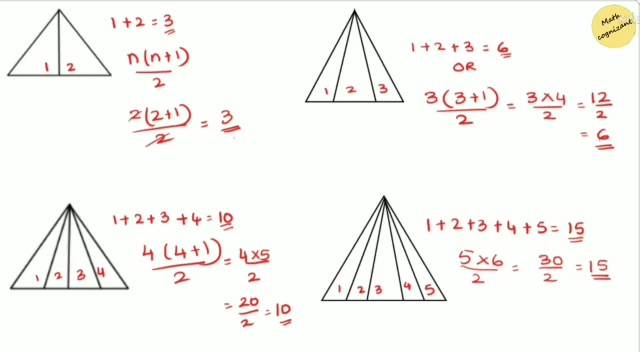 Math cognizant
1+2=3
n(n+1)/2
2(2+1)/2 = 3
1 2
1+2+3=6
OR
3(3+1)/2 = 3×4/2 = 12/2
= 6
1 2 3
1+2+3+4=10
4(4+1)/2 = 4×5/2
= 20/2 = 10
1 2 3 4
1+2+3+4+5=15
5×6/2 = 30/2 = 15
1 2 3 4 5